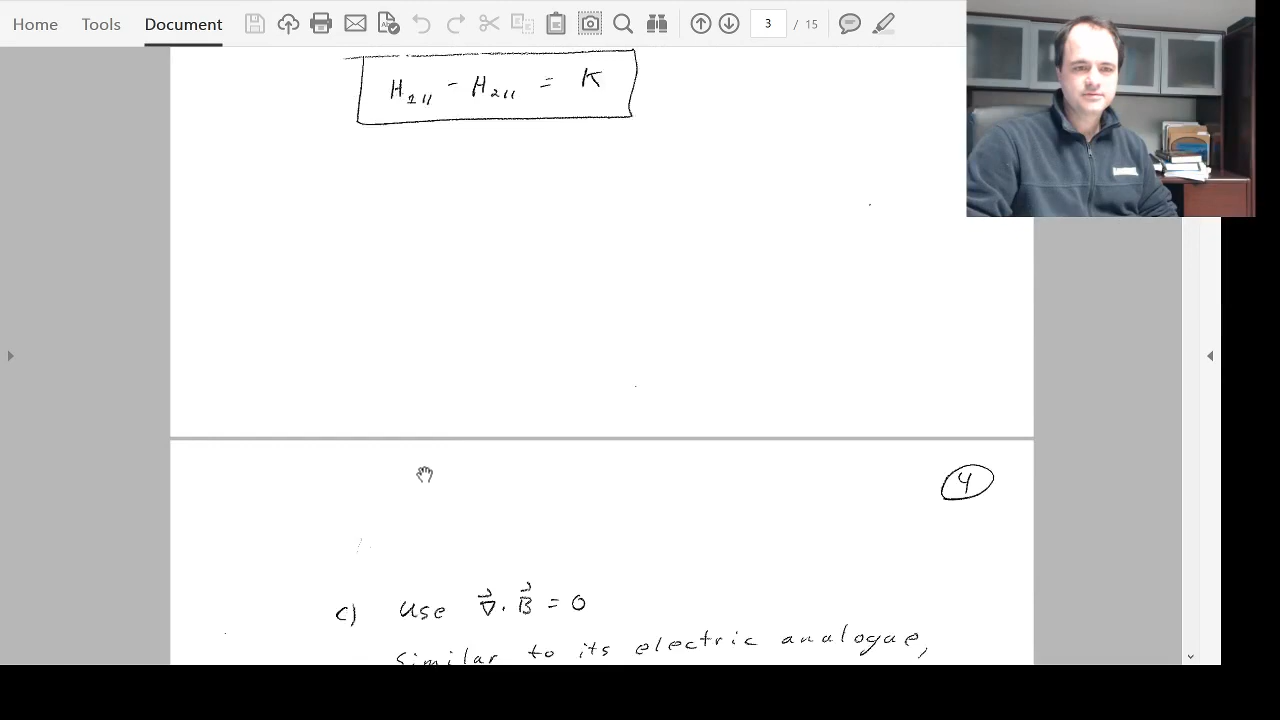 Home Tools Document 3 / 15
H₁∥ - H₂∥ = K
4
c) Use ∇⃗ · B⃗ = 0
Similar to its electric analogue,